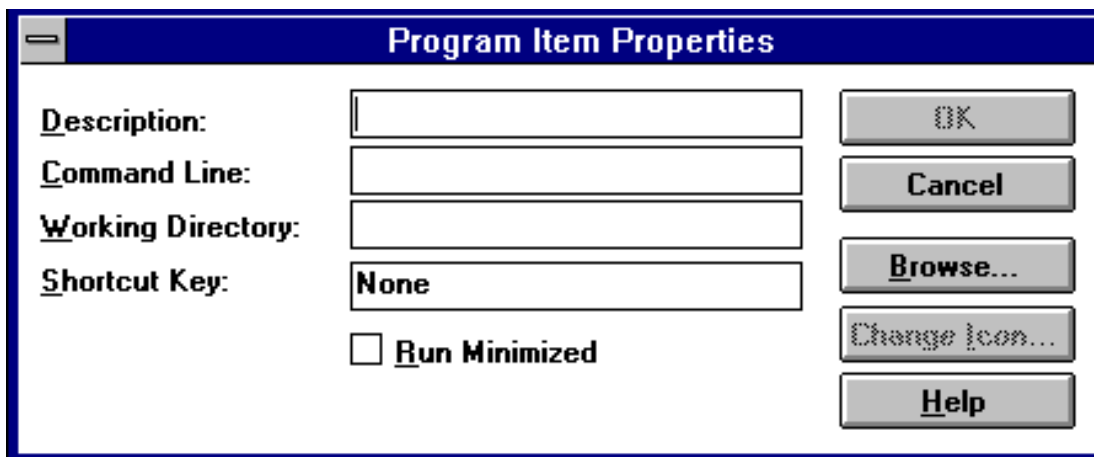 Program Item Properties
Description:
OK
Command Line:
Cancel
Working Directory:
Browse...
Shortcut Key: None
Change Icon...
Run Minimized
Help